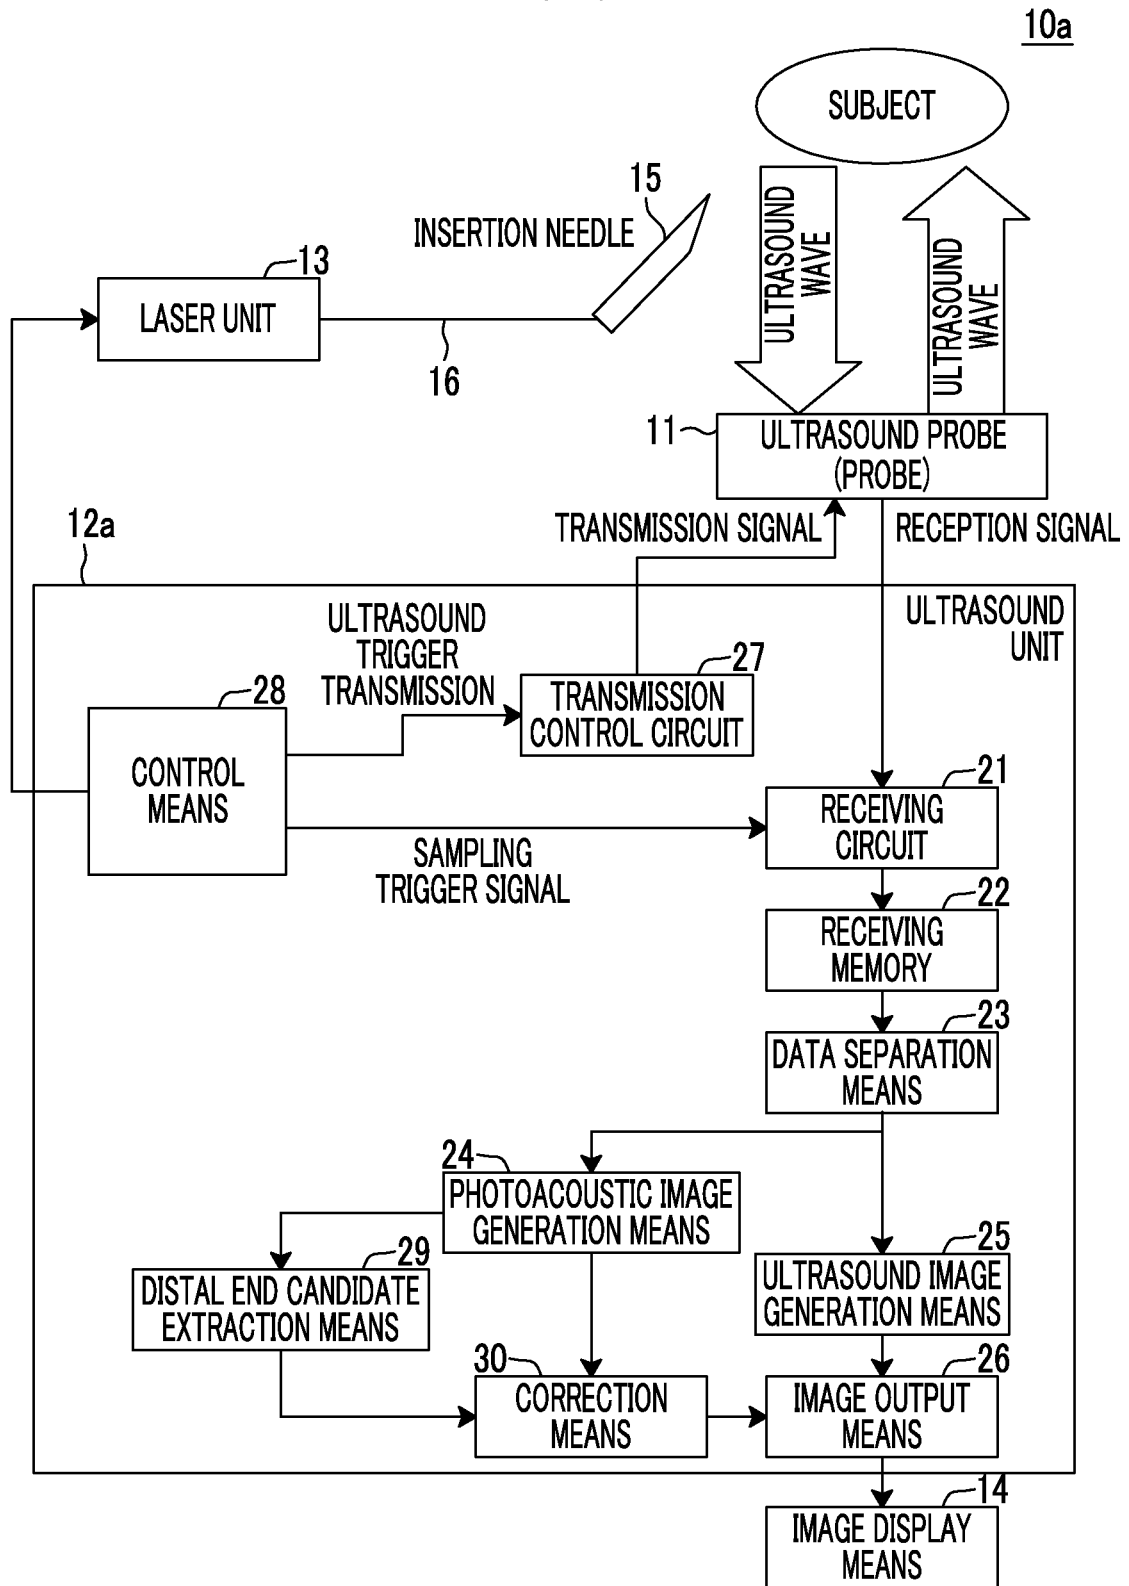 10a
SUBJECT
15
INSERTION NEEDLE
ULTRASOUND
WAVE
ULTRASOUND
WAVE
13
LASER UNIT
16
11
ULTRASOUND PROBE
(PROBE)
12a
TRANSMISSION SIGNAL
RECEPTION SIGNAL
ULTRASOUND
UNIT
ULTRASOUND
TRIGGER
TRANSMISSION
27
TRANSMISSION
CONTROL CIRCUIT
28
CONTROL
MEANS
21
RECEIVING
CIRCUIT
SAMPLING
TRIGGER SIGNAL
22
RECEIVING
MEMORY
23
DATA SEPARATION
MEANS
24
PHOTOACOUSTIC IMAGE
GENERATION MEANS
29
DISTAL END CANDIDATE
EXTRACTION MEANS
25
ULTRASOUND IMAGE
GENERATION MEANS
30
CORRECTION
MEANS
26
IMAGE OUTPUT
MEANS
14
IMAGE DISPLAY
MEANS